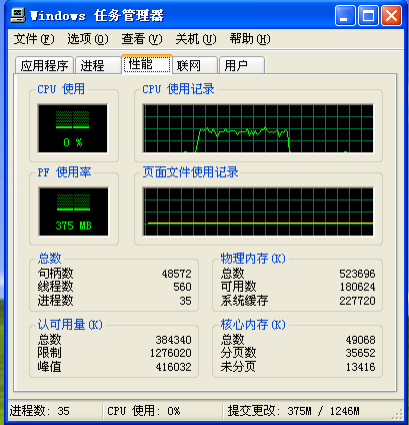 Windows 任务管理器
文件(F) 选项(O) 查看(V) 关机(U) 帮助(H)
应用程序 进程 性能 联网 用户
CPU 使用 CPU 使用记录
0 %
PF 使用率 页面文件使用记录
375 MB
总数
句柄数 48572
线程数 560
进程数 35
物理内存(K)
总数 523696
可用数 180624
系统缓存 227720
认可用量(K)
总数 384340
限制 1276020
峰值 416032
核心内存(K)
总数 49068
分页数 35652
未分页 13416
进程数: 35 CPU 使用: 0% 提交更改: 375M / 1246M